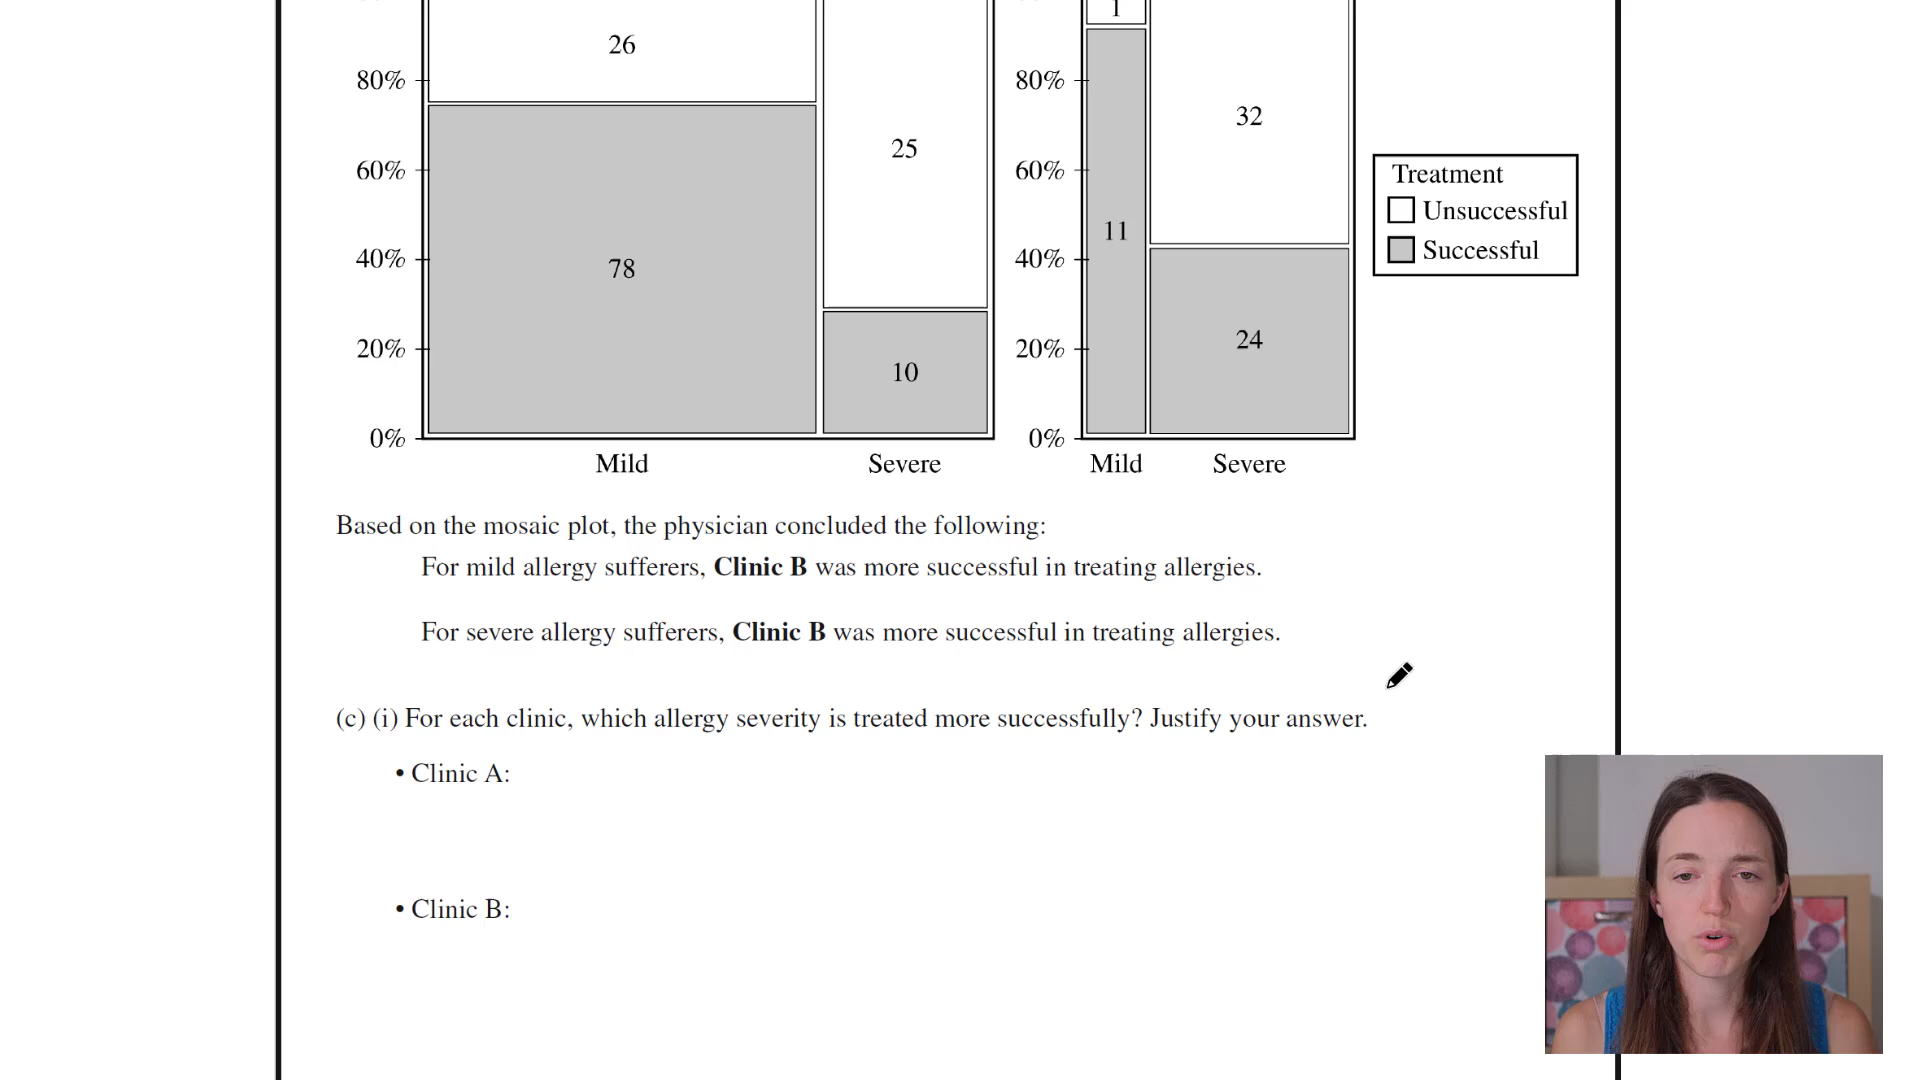 1
26
80%
80%
32
25
60%
60%
Treatment
Unsuccessful
Successful
11
40%
40%
78
20%
20%
24
10
0%
0%
Mild
Severe
Mild
Severe
Based on the mosaic plot, the physician concluded the following:
For mild allergy sufferers, Clinic B was more successful in treating allergies.
For severe allergy sufferers, Clinic B was more successful in treating allergies.
(c) (i) For each clinic, which allergy severity is treated more successfully? Justify your answer.
• Clinic A:
• Clinic B: